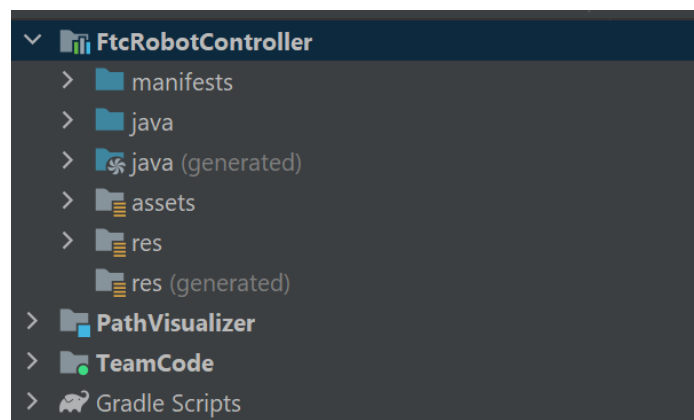 FtcRobotController
manifests
java
java (generated)
assets
res
res (generated)
PathVisualizer
TeamCode
Gradle Scripts